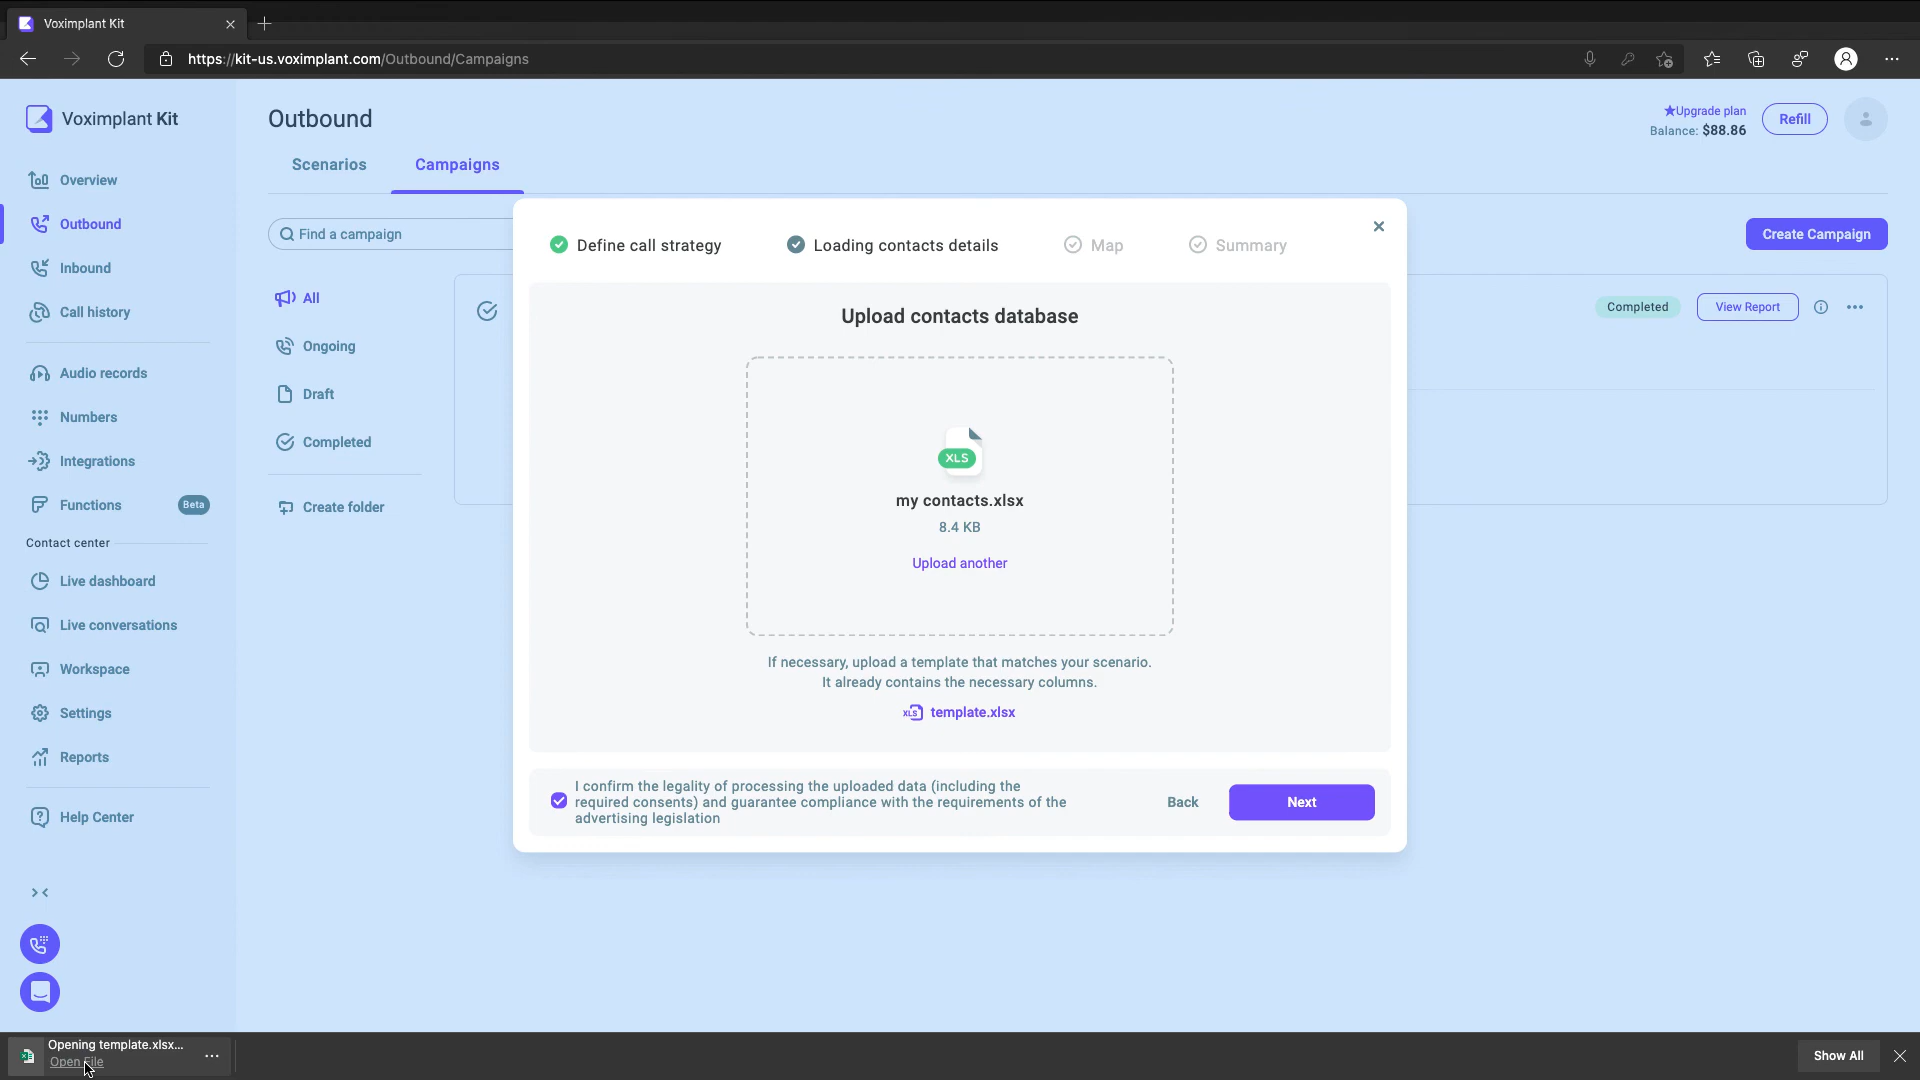 Voximplant Kit
https://kit-us.voximplant.com/Outbound/Campaigns
Voximplant Kit
Overview
Outbound
Inbound
Call history
Audio records
Numbers
Integrations
Functions
Beta
Contact center
Live dashboard
Live conversations
Workspace
Settings
Reports
Help Center
Outbound
Upgrade plan
Balance: $88.86
Refill
Scenarios
Campaigns
Find a campaign
Create Campaign
All
Ongoing
Draft
Completed
Create folder
Completed
View Report
Define call strategy
Loading contacts details
Map
Summary
Upload contacts database
XLS
my contacts.xlsx
8.4 KB
Upload another
If necessary, upload a template that matches your scenario.
It already contains the necessary columns.
XLS
template.xlsx
I confirm the legality of processing the uploaded data (including the
required consents) and guarantee compliance with the requirements of the
advertising legislation
Back
Next
Opening template.xlsx...
Open File
Show All